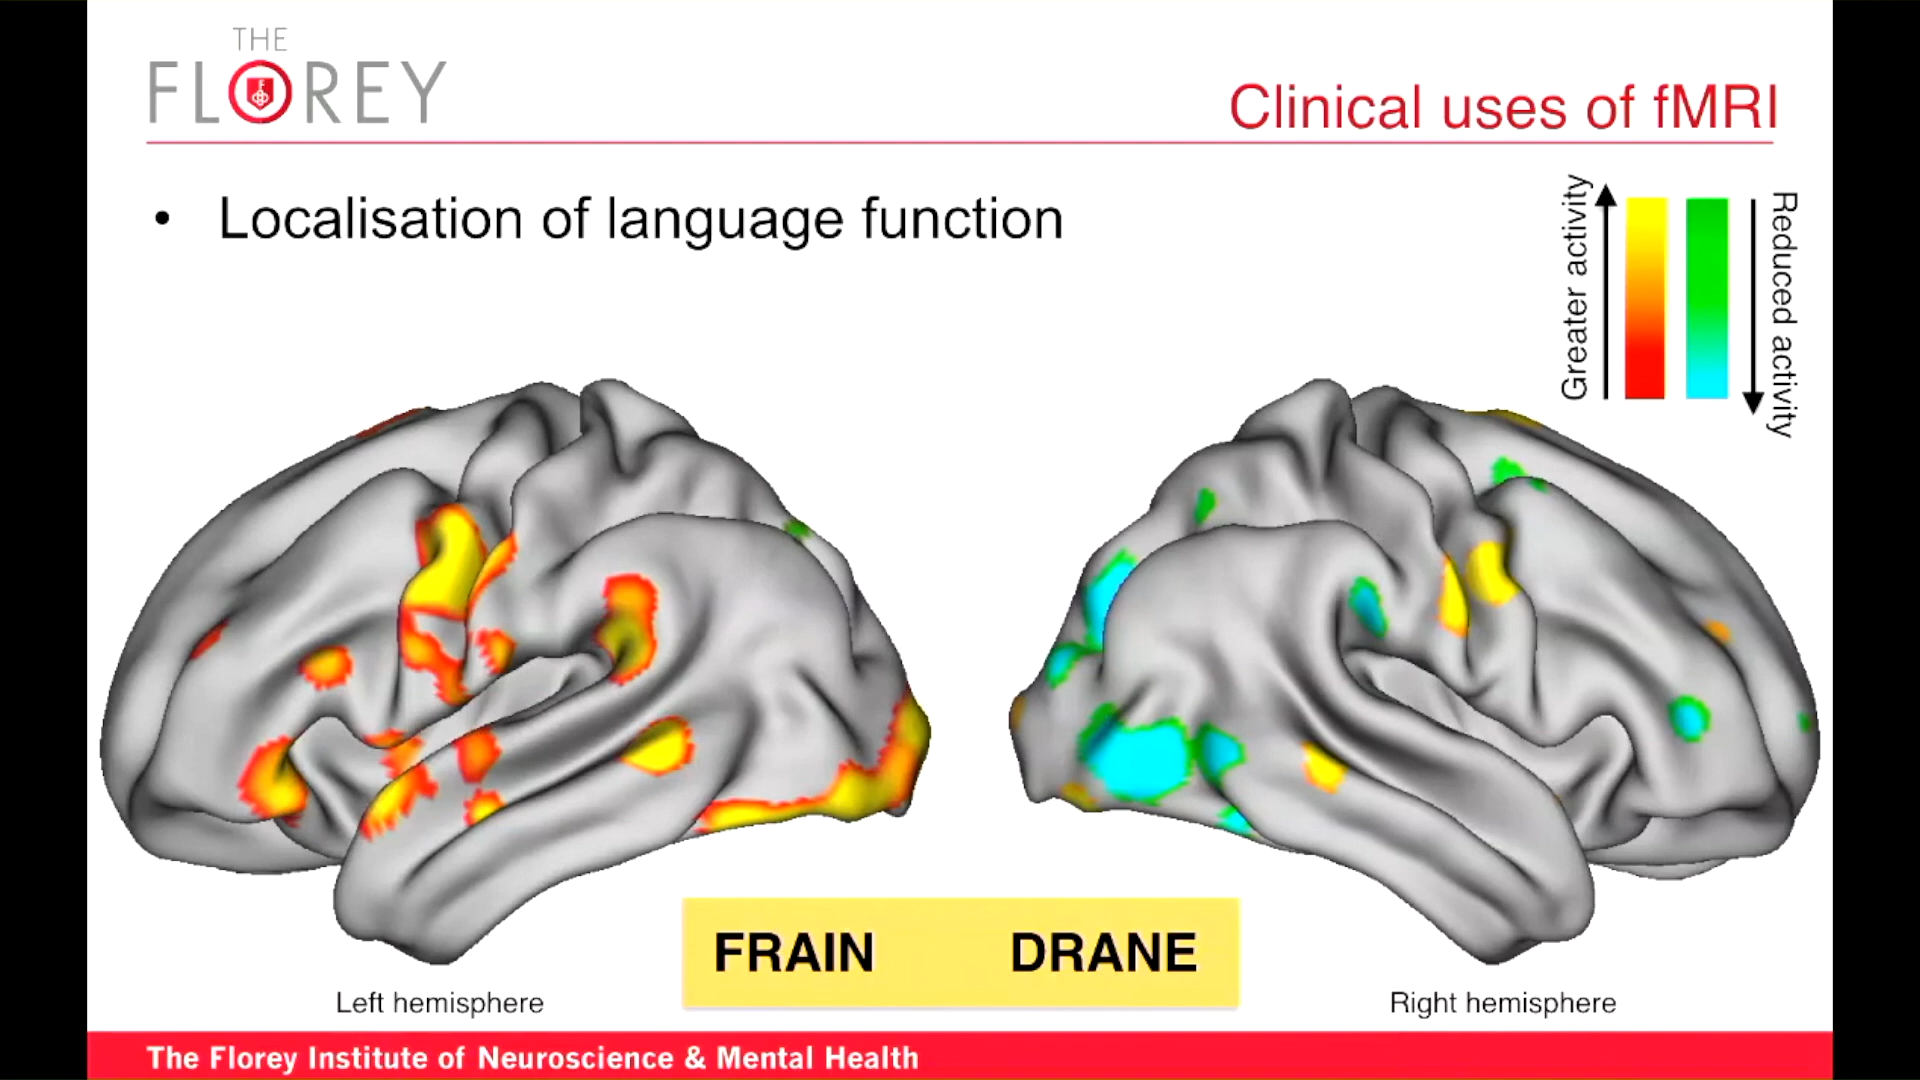 THE
FLOREY
Clinical uses of fMRI
• Localisation of language function
Greater activity
Reduced activity
FRAIN DRANE
Left hemisphere
Right hemisphere
The Florey Institute of Neuroscience & Mental Health